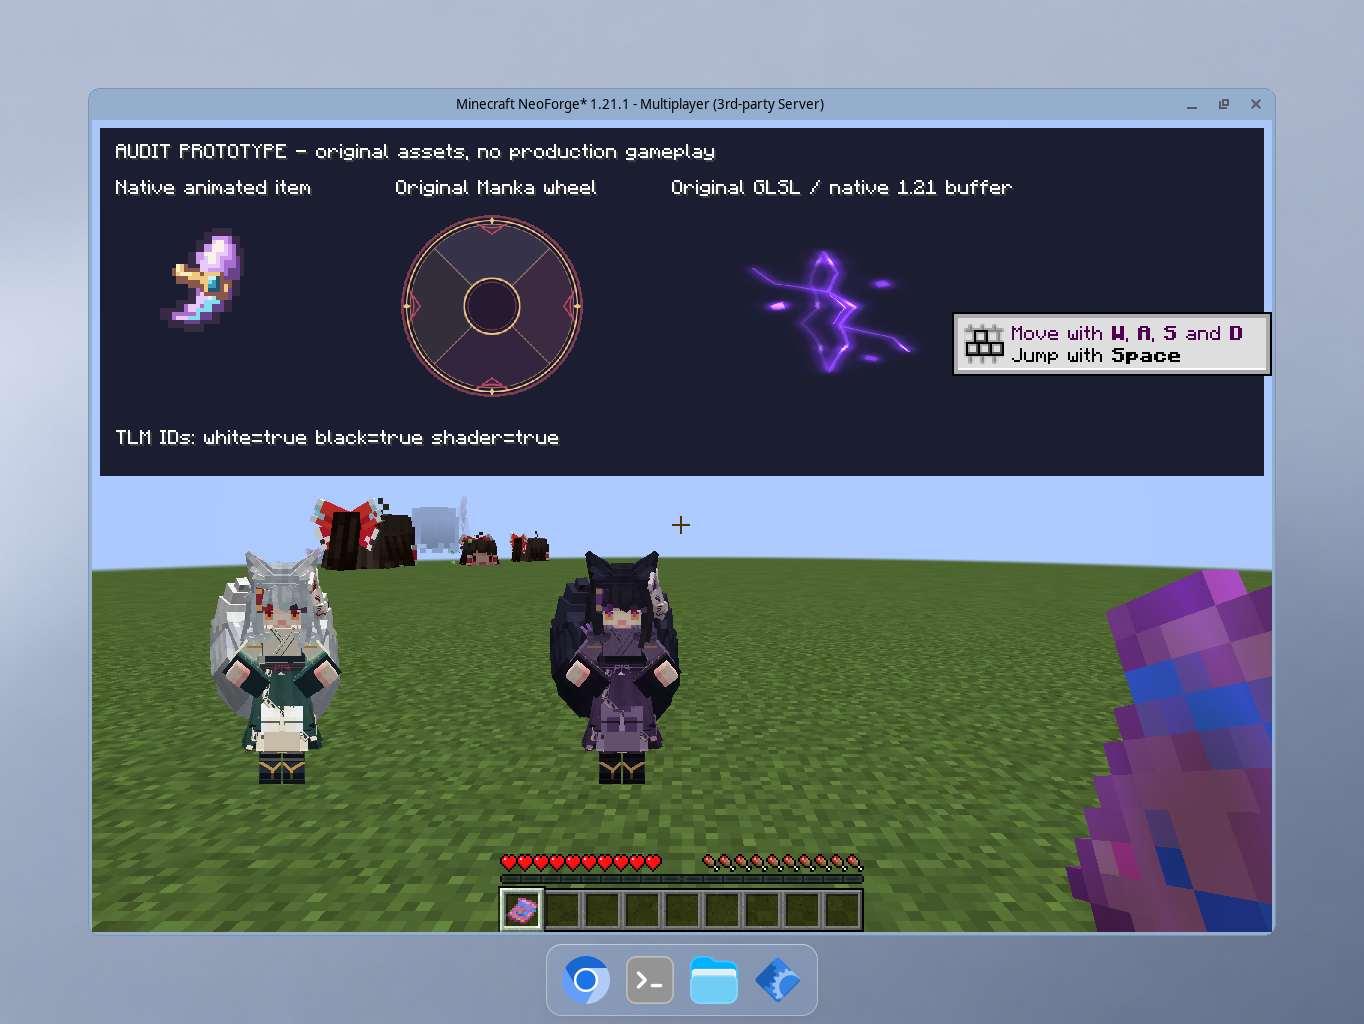 Minecraft NeoForge* 1.21.1 - Multiplayer (3rd-party Server)
AUDIT PROTOTYPE - original assets, no production gameplay
Native animated item
Original Manka wheel
Original GLSL / native 1.21 buffer
Move with W, A, S and D
Jump with Space
TLM IDs: white=true black=true shader=true